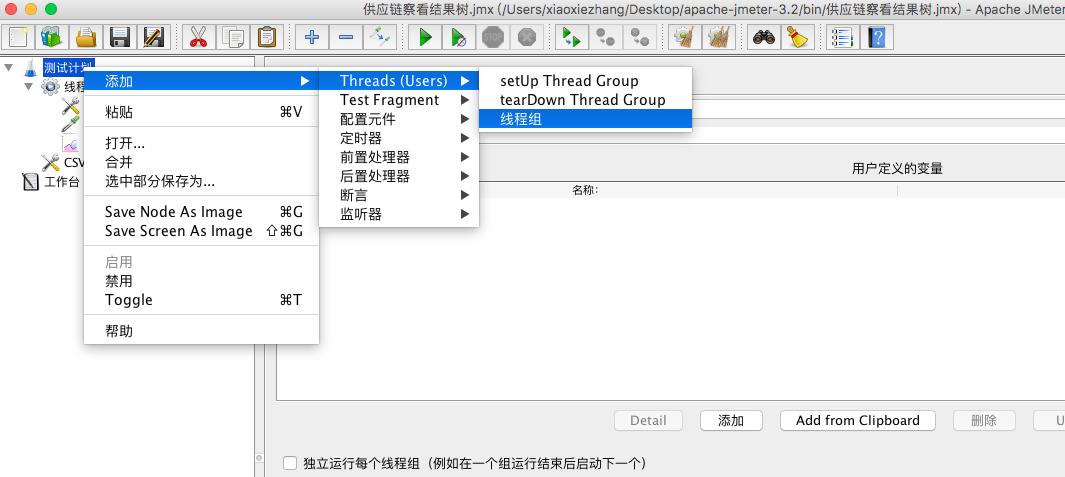 供应链察看结果树.jmx (/Users/xiaoxiezhang/Desktop/apache-jmeter-3.2/bin/供应链察看结果树.jmx) - Apache JMeter
测试计划
线程
CSV
工作台
添加
粘贴 ⌘V
打开...
合并
选中部分保存为...
Save Node As Image ⌘G
Save Screen As Image ⇧⌘G
启用
禁用
Toggle ⌘T
帮助
Threads (Users)
Test Fragment
配置元件
定时器
前置处理器
后置处理器
断言
监听器
setUp Thread Group
tearDown Thread Group
线程组
用户定义的变量
名称:
Detail 添加 Add from Clipboard 删除 U
独立运行每个线程组（例如在一个组运行结束后启动下一个）